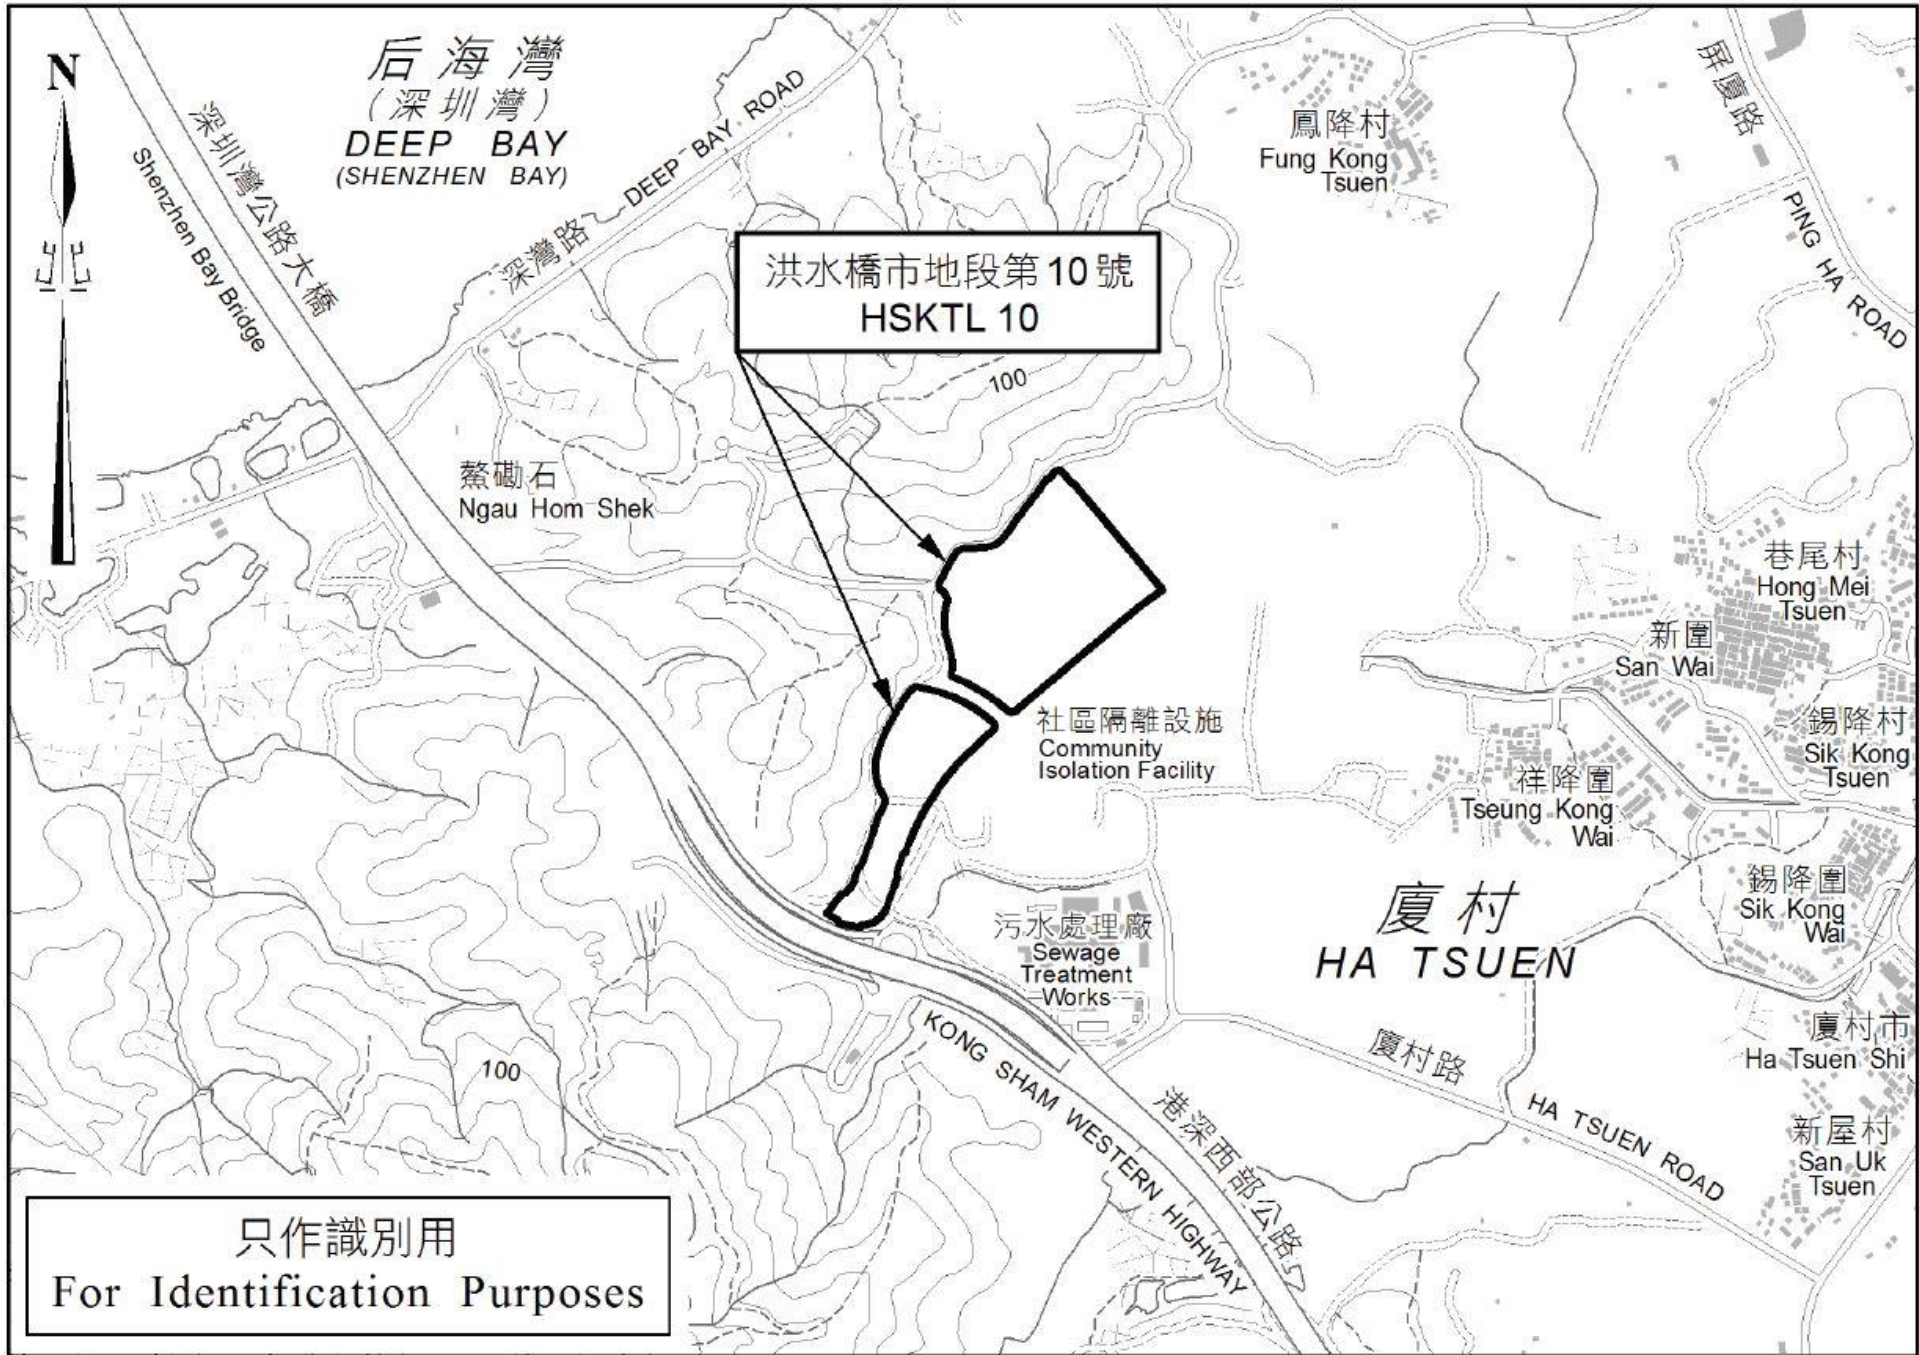 N
后海灣
(深圳灣)
DEEP BAY
(SHENZHEN BAY)
深圳灣公路大橋
Shenzhen Bay Bridge
深灣路
DEEP BAY ROAD
鳳降村
Fung Kong
Tsuen
屏廈路
PING HA ROAD
洪水橋市地段第10號
HSKTL 10
100
鰲磡石
Ngau Hom Shek
巷尾村
Hong Mei
Tsuen
新圍
San Wai
錫降村
Sik Kong
Tsuen
社區隔離設施
Community
Isolation Facility
祥降圍
Tseung Kong
Wai
錫降圍
Sik Kong
Wai
廈村
HA TSUEN
污水處理廠
Sewage
Treatment
Works
廈村市
Ha Tsuen Shi
廈村路
HA TSUEN ROAD
港深西部公路
KONG SHAM WESTERN HIGHWAY
100
新屋村
San Uk
Tsuen
只作識別用
For Identification Purposes